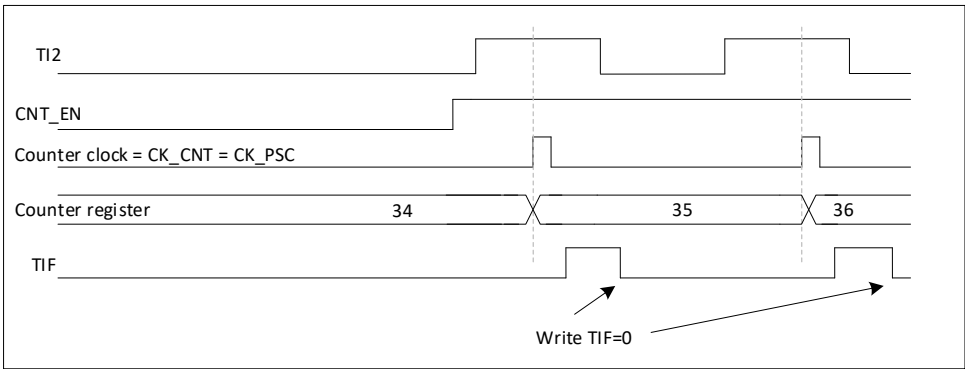 TI2
CNT_EN
Counter clock = CK_CNT = CK_PSC
Counter register 34 35 36
TIF
Write TIF=0